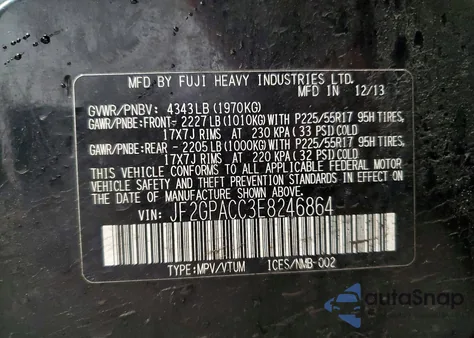 MFD BY FUJI HEAVY INDUSTRIES LTD.
MFD IN 12/13
GVWR/PNBV: 4343LB(1970KG)
GAWR/PNBE:FRONT- 2227LB(1010KG)WITH P225/55R17 95H TIRES,
17X7J RIMS AT 230 KPA (33 PSI)COLD
GAWR/PNBE:REAR - 2205LB(1000KG)WITH P225/55R17 95H TIRES,
17X7J RIMS AT 220 KPA (32 PSI)COLD
THIS VEHICLE CONFORMS TO ALL APPLICABLE FEDERAL MOTOR
VEHICLE SAFETY AND THEFT PREVENTION STANDARDS
IN EFFECT ON THE DATE OF MANUFACTURE SHOWN ABOVE.
VIN: JF2GPACC3E8246864
TYPE:MPV/VTUM 1CES/NMB-002
autoSnap